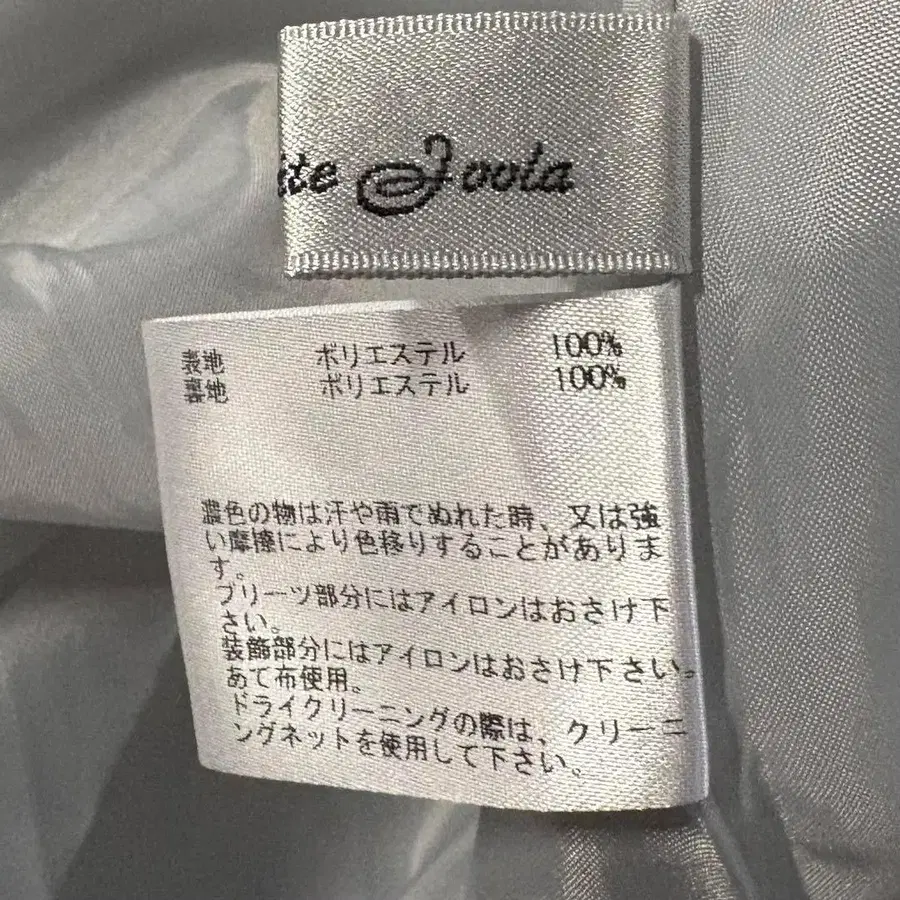 ite Joola
表地 ポリエステル 100%
裏地 ポリエステル 100%
濃色の物は汗や雨でぬれた時、又は強
い摩擦により色移りすることがありま
す。
プリーツ部分にはアイロンはおさけ下
さい。
装飾部分にはアイロンはおさけ下さい。
あて布使用。
ドライクリーニングの際は、クリーニ
ングネットを使用して下さい。